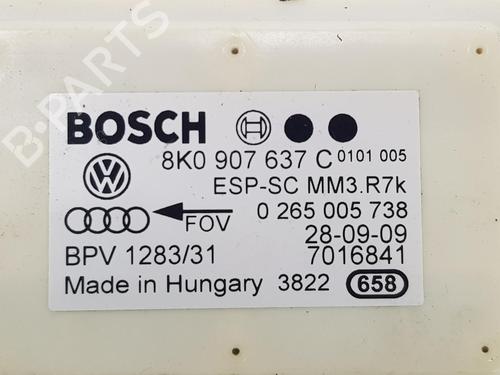 B-PARTS
BOSCH
8K0 907 637 C 0101 005
ESP-SC MM3.R7k
FOV 0 265 005 738
28-09-09
BPV 1283/31 7016841
Made in Hungary 3822 658